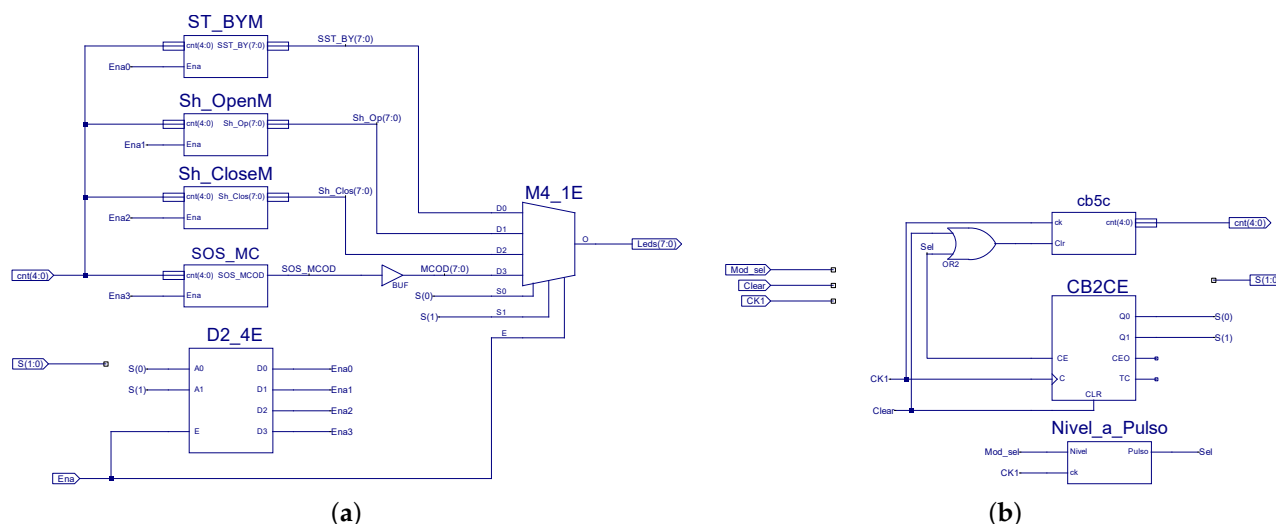 ST_BYM
cnt(4:0) SST_BY(7:0)
SST_BY(7:0)
Ena0
Ena
Sh_OpenM
cnt(4:0) Sh_Op(7:0)
Sh_Op(7:0)
Ena1
Ena
Sh_CloseM
cnt(4:0) Sh_Clos(7:0)
Sh_Clos(7:0)
Ena2
Ena
SOS_MC
cnt(4:0)
cnt(4:0) SOS_MCOD
SOS_MCOD
BUF
MCOD(7:0)
Ena3
Ena
M4_1E
D0
D1
D2
D3
S(0) S0
S(1) S1
E
O
Leds(7:0)
D2_4E
S(1:0)
S(0) A0 D0 Ena0
S(1) A1 D1 Ena1
D2 Ena2
E D3 Ena3
Ena
(a)
Mod_sel
Clear
CK1
cb5c
ck cnt(4:0)
cnt(4:0)
Clr
Sel
OR2
S(1:0
CB2CE
Q0 S(0)
Q1 S(1)
CE CEO
CK1 C TC
CLR
Clear
Nivel_a_Pulso
Mod_sel Nivel Pulso Sel
CK1 ck
(b)